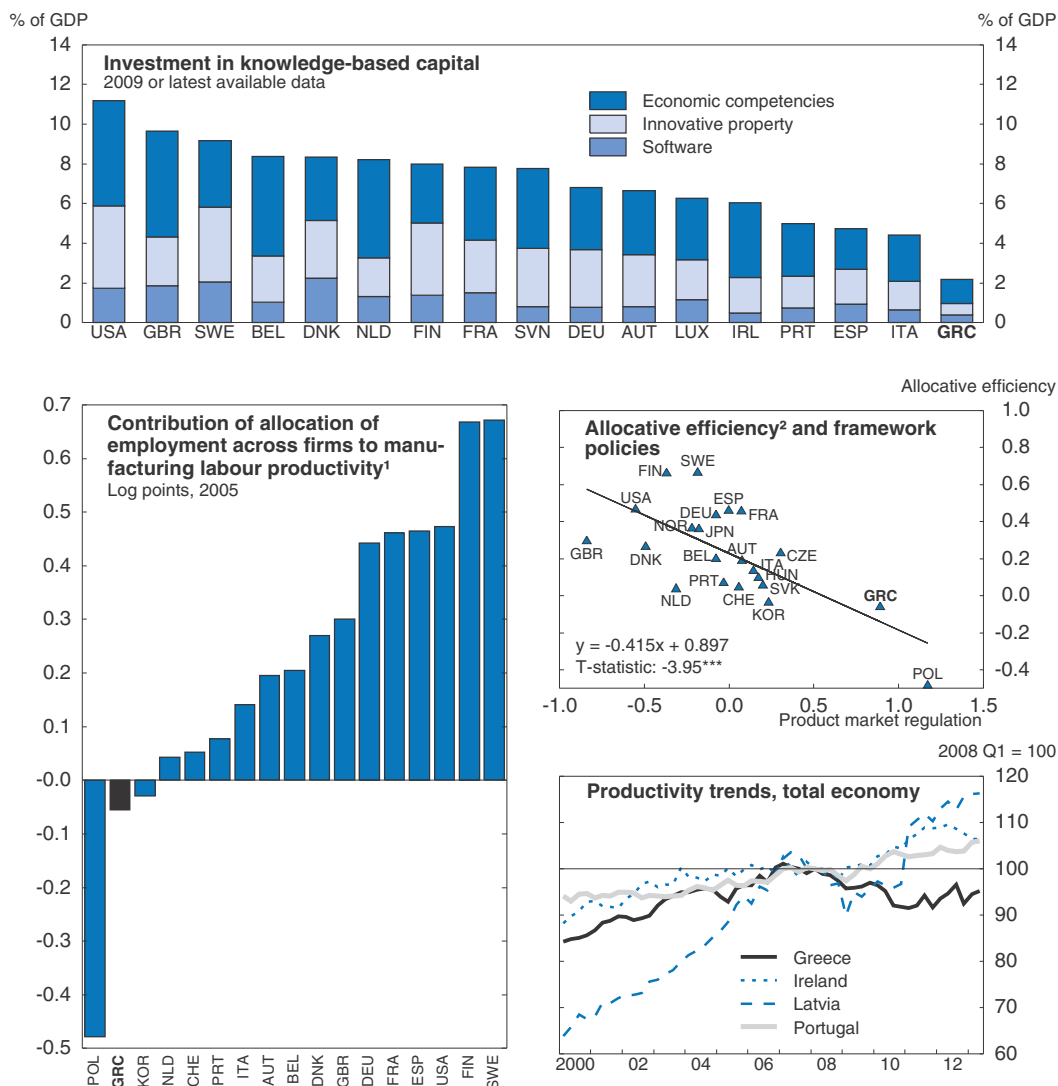 % of GDP
% of GDP
14
14
Investment in knowledge-based capital
2009 or latest available data
12
12
Economic competencies
10
10
Innovative property
8
8
Software
6
6
4
4
2
2
0
0
USA GBR SWE BEL DNK NLD FIN FRA SVN DEU AUT LUX IRL PRT ESP ITA GRC
0.7
Contribution of allocation of
employment across firms to manu-
facturing labour productivity¹
Log points, 2005
0.6
0.5
0.4
0.3
0.2
0.1
-0.0
-0.1
-0.2
-0.3
-0.4
-0.5
POL GRC KOR NLD CHE PRT ITA AUT BEL DNK GBR DEU FRA ESP USA FIN SWE
Allocative efficiency
1.0
Allocative efficiency² and framework
policies
0.8
FIN SWE
0.6
USA ESP
DEU FRA
0.4
NOR JPN
GBR DNK BEL AUT CZE
0.2
ITA
HUN
PRT SVK
NLD CHE GRC
0.0
KOR
-0.2
y = -0.415x + 0.897
T-statistic: -3.95***
POL
-0.4
-1.0 -0.5 0.0 0.5 1.0 1.5
Product market regulation
2008 Q1 = 100
120
Productivity trends, total economy
110
100
90
80
Greece
Ireland
70
Latvia
Portugal
60
2000 02 04 06 08 10 12